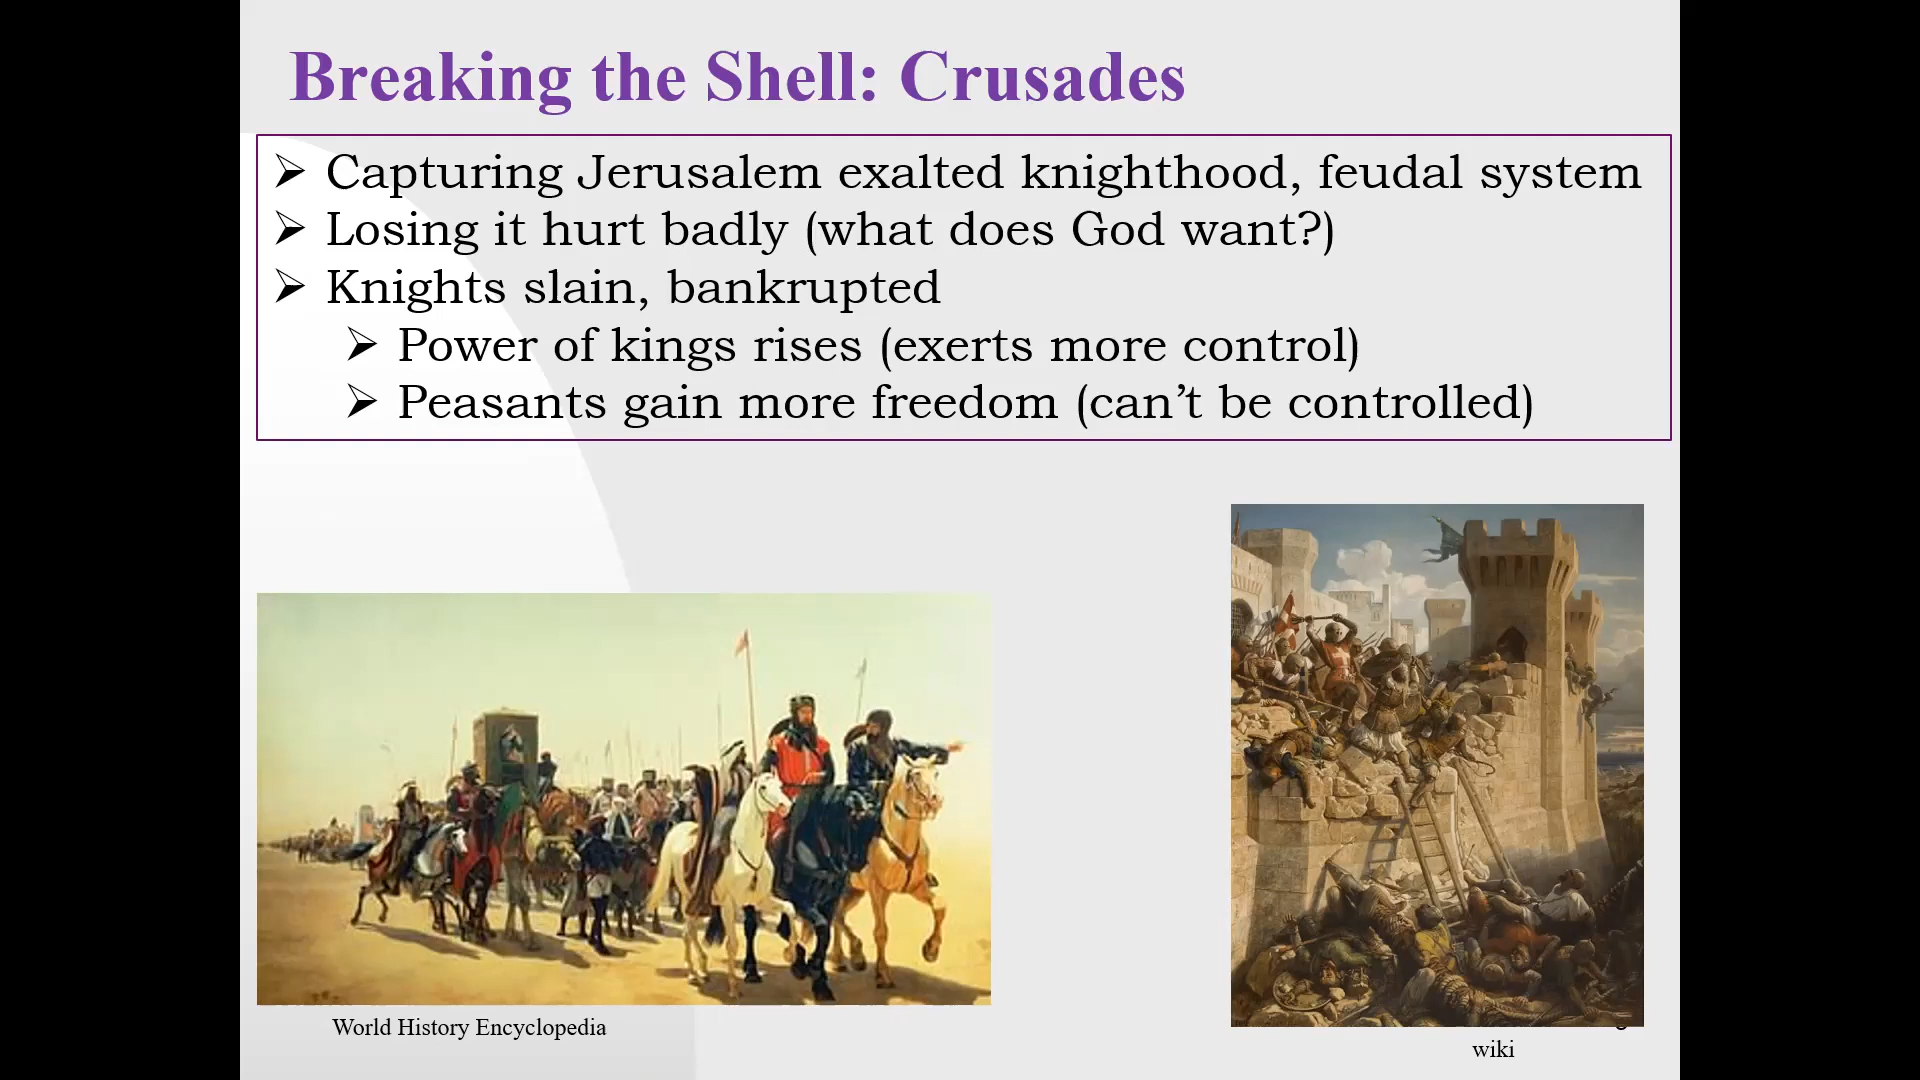 Breaking the Shell: Crusades
Capturing Jerusalem exalted knighthood, feudal system
Losing it hurt badly (what does God want?)
Knights slain, bankrupted
Power of kings rises (exerts more control)
Peasants gain more freedom (can’t be controlled)
World History Encyclopedia
wiki